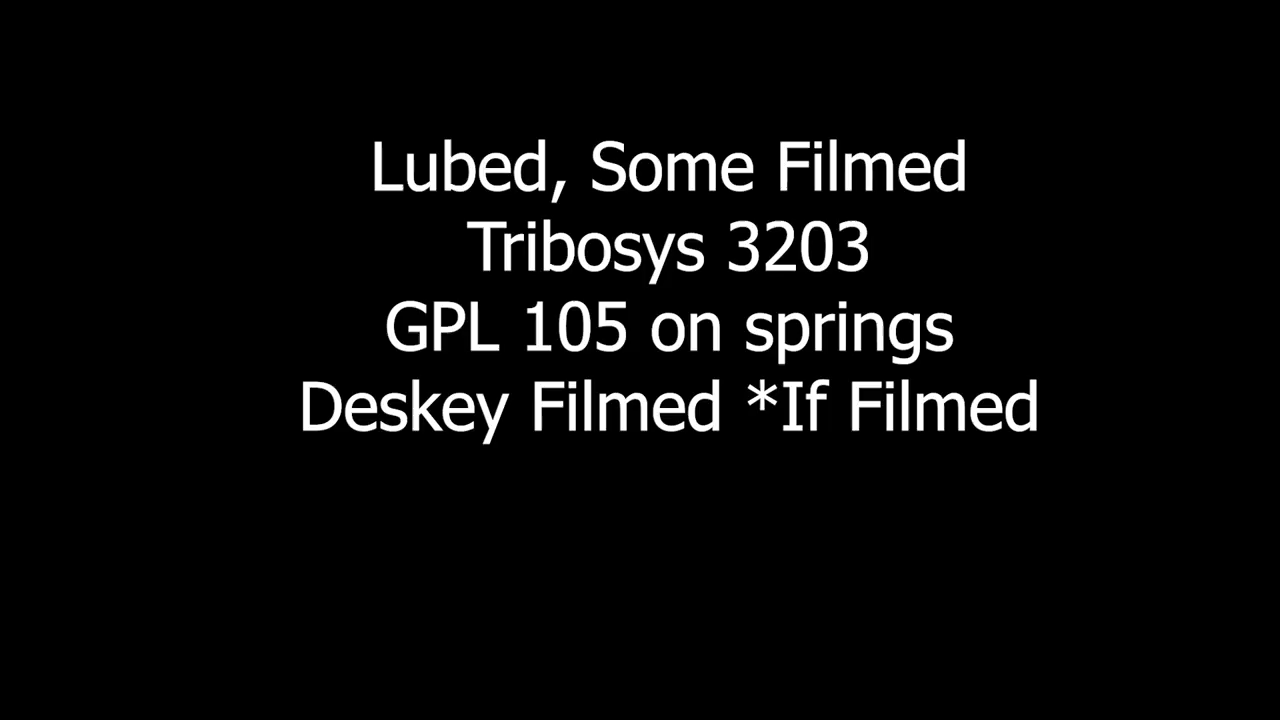 Lubed, Some Filmed
Tribosys 3203
GPL 105 on springs
Deskey Filmed *If Filmed